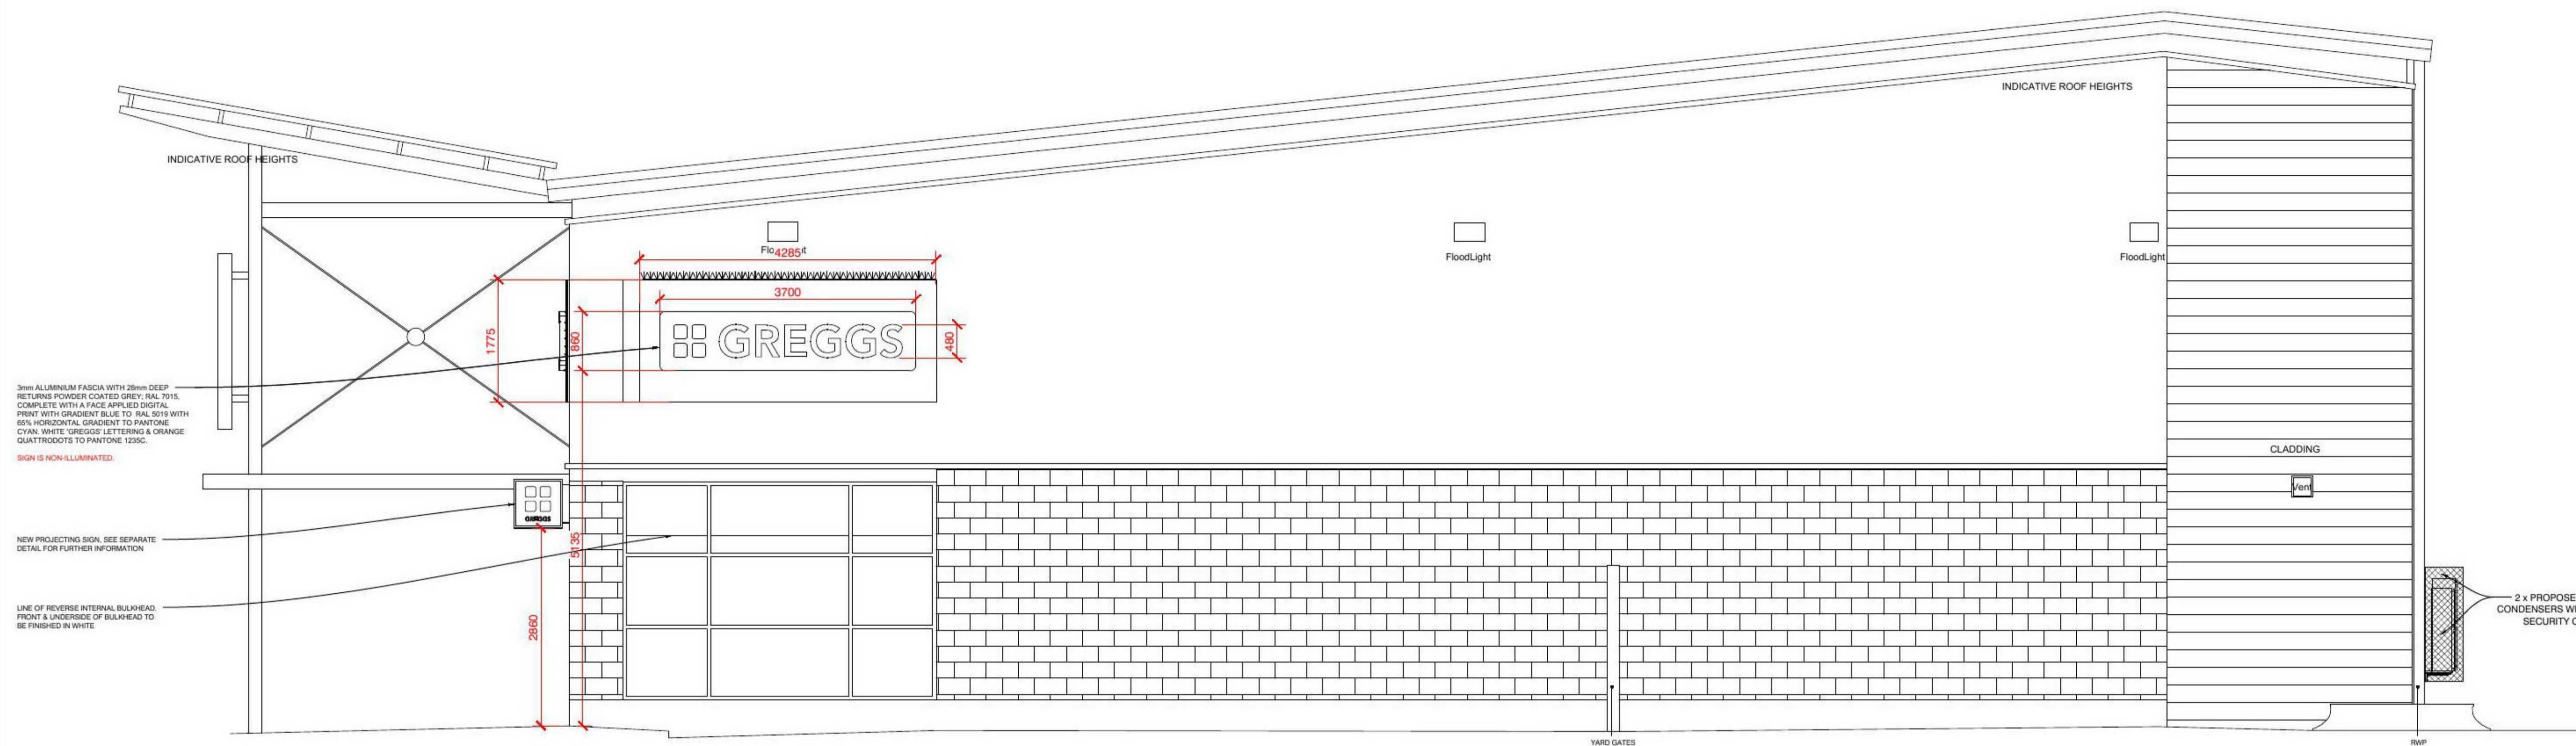 INDICATIVE ROOF HEIGHTS
INDICATIVE ROOF HEIGHTS
4285
FloodLight
FloodLight
3700
1775
860
GREGGS
480
3mm ALUMINIUM FASCIA WITH 28mm DEEP
RETURNS POWDER COATED GREY; RAL 7015,
COMPLETE WITH A FACE APPLIED DIGITAL
PRINT WITH GRADIENT BLUE TO RAL 5019 WITH
65% HORIZONTAL GRADIENT TO PANTONE
CYAN. WHITE 'GREGGS' LETTERING & ORANGE
QUATTRODOTS TO PANTONE 1235C.
SIGN IS NON-ILLUMINATED.
CLADDING
Vent
GREGGS
NEW PROJECTING SIGN, SEE SEPARATE
DETAIL FOR FURTHER INFORMATION
5135
LINE OF REVERSE INTERNAL BULKHEAD.
FRONT & UNDERSIDE OF BULKHEAD TO
BE FINISHED IN WHITE
2860
2 x PROPOSE
CONDENSERS W
SECURITY
YARD GATES
RWP